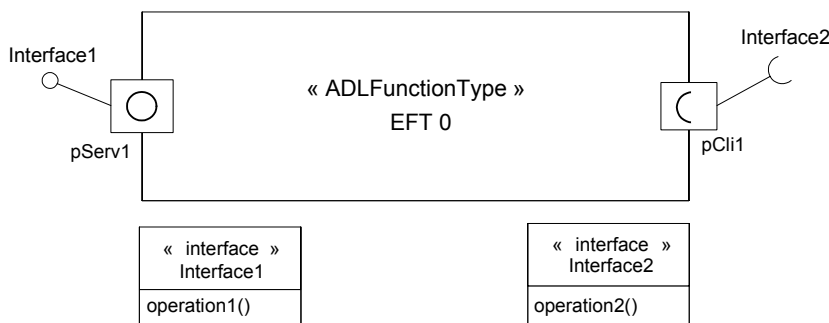 Interface1
Interface2
« ADLFunctionType »
EFT 0
pServ1
pCli1
« interface »
Interface1
operation1()
« interface »
Interface2
operation2()